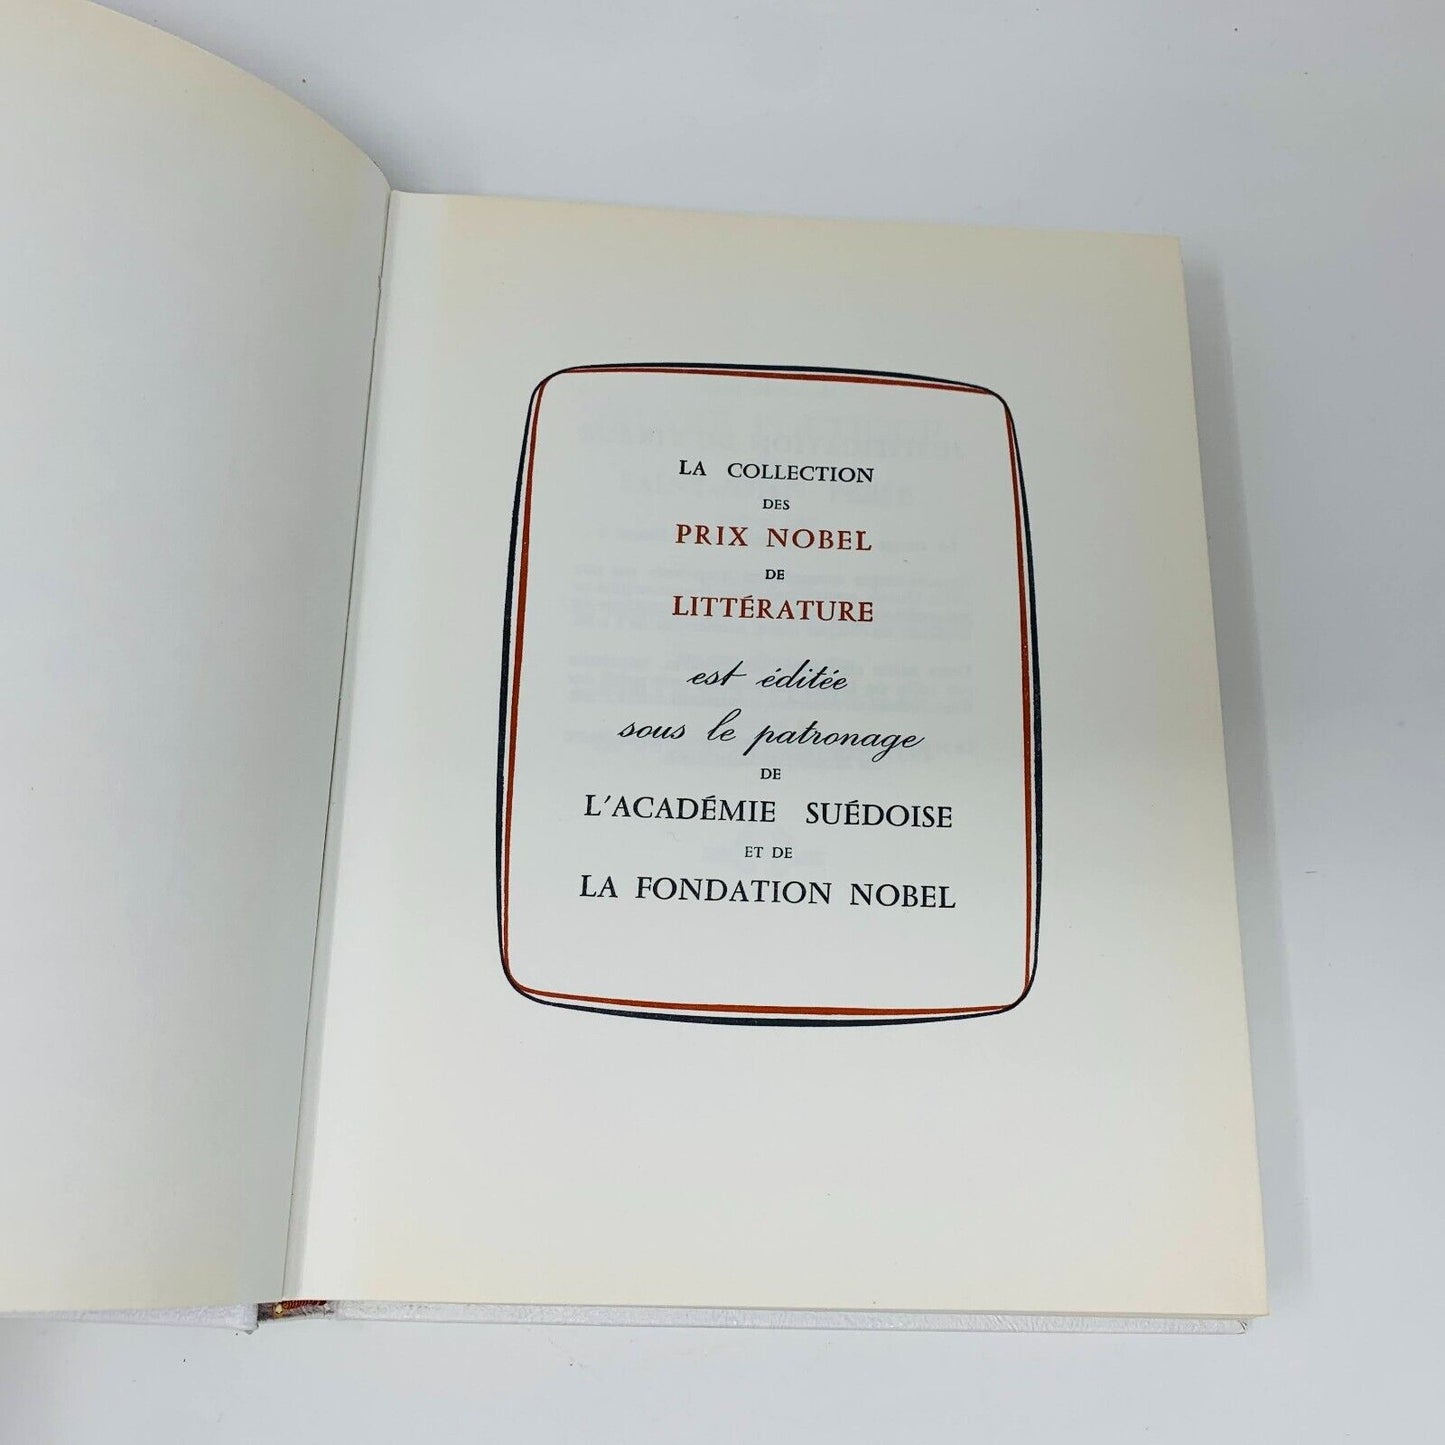 LA COLLECTION
DES
PRIX NOBEL
DE
LITTÉRATURE
est éditée
sous le patronage
DE
L'ACADÉMIE SUÉDOISE
ET DE
LA FONDATION NOBEL